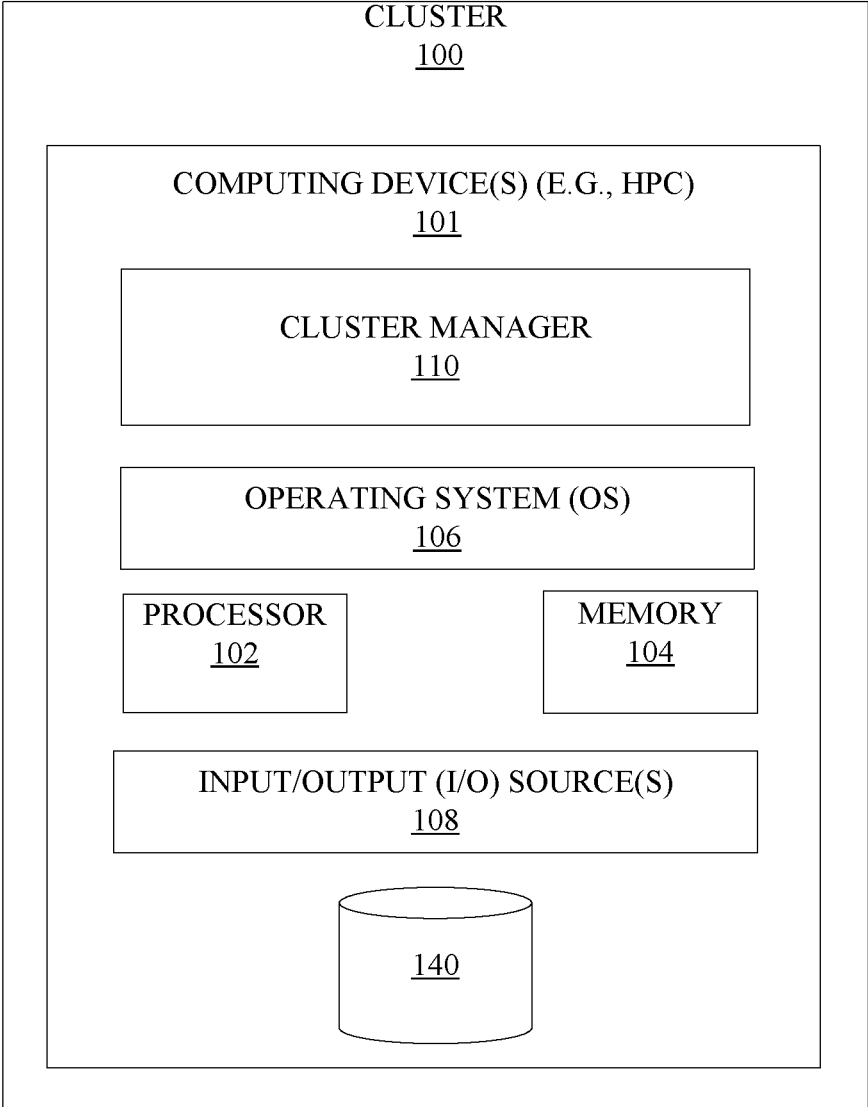 CLUSTER
100
COMPUTING DEVICE(S) (E.G., HPC)
101
CLUSTER MANAGER
110
OPERATING SYSTEM (OS)
106
PROCESSOR
102
MEMORY
104
INPUT/OUTPUT (I/O) SOURCE(S)
108
140